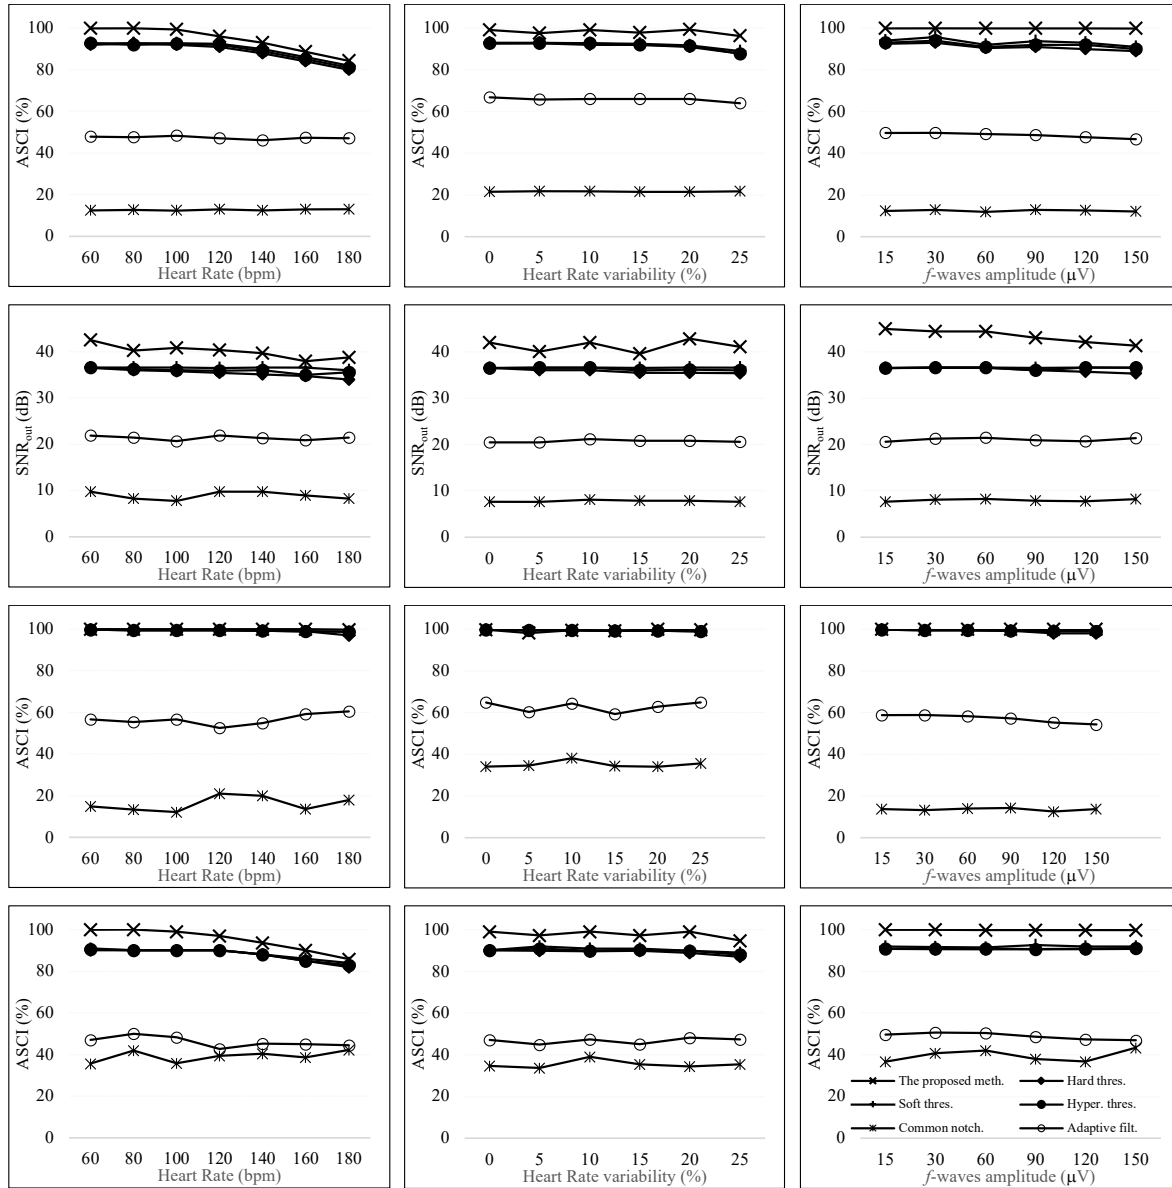 100
80
60
40
20
0
ASCI (%)
60 80 100 120 140 160 180
Heart Rate (bpm)
100
80
60
40
20
0
ASCI (%)
0 5 10 15 20 25
Heart Rate variability (%)
100
80
60
40
20
0
ASCI (%)
15 30 60 90 120 150
f-waves amplitude (μV)
40
30
20
10
0
SNRout (dB)
60 80 100 120 140 160 180
Heart Rate (bpm)
40
30
20
10
0
SNRout (dB)
0 5 10 15 20 25
Heart Rate variability (%)
40
30
20
10
0
SNRout (dB)
15 30 60 90 120 150
f-waves amplitude (μV)
100
80
60
40
20
0
ASCI (%)
60 80 100 120 140 160 180
Heart Rate (bpm)
100
80
60
40
20
0
ASCI (%)
0 5 10 15 20 25
Heart Rate variability (%)
100
80
60
40
20
0
ASCI (%)
15 30 60 90 120 150
f-waves amplitude (μV)
100
80
60
40
20
0
ASCI (%)
60 80 100 120 140 160 180
Heart Rate (bpm)
100
80
60
40
20
0
ASCI (%)
0 5 10 15 20 25
Heart Rate variability (%)
100
80
60
40
20
0
ASCI (%)
The proposed meth. Hard thres.
Soft thres. Hyper. thres.
Common notch. Adaptive filt.
15 30 60 90 120 150
f-waves amplitude (μV)